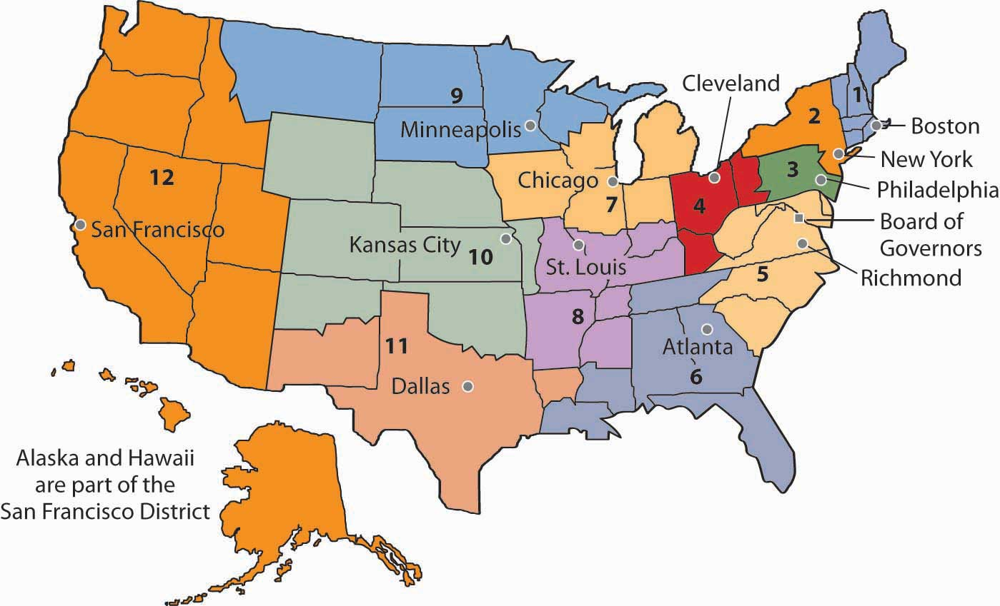 Cleveland
1
2
Boston
9
Minneapolis
New York
3
Philadelphia
12
Chicago
7
4
Board of
Governors
San Francisco
Kansas City
10
St. Louis
Richmond
5
8
11
Atlanta
6
Dallas
Alaska and Hawaii
are part of the
San Francisco District